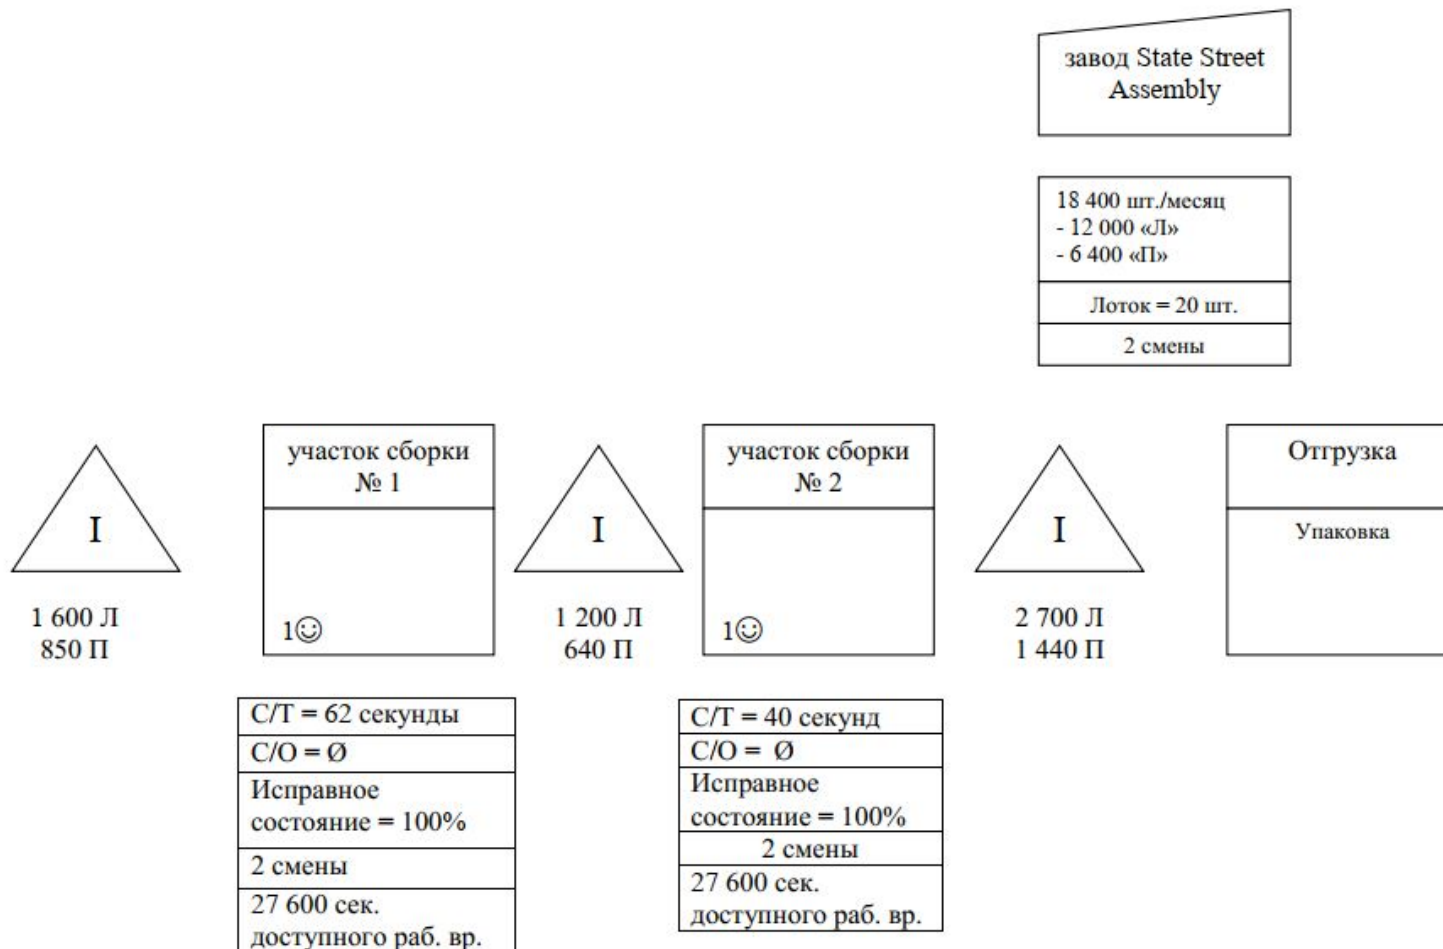 завод State Street
Assembly
18 400 шт./месяц
- 12 000 «Л»
- 6 400 «П»
Лоток = 20 шт.
2 смены
I
1 600 Л
850 П
участок сборки
№ 1
1☺
I
1 200 Л
640 П
участок сборки
№ 2
1☺
I
2 700 Л
1 440 П
Отгрузка
Упаковка
C/T = 62 секунды
C/O = Ø
Исправное
состояние = 100%
2 смены
27 600 сек.
доступного раб. вр.
C/T = 40 секунд
C/O = Ø
Исправное
состояние = 100%
2 смены
27 600 сек.
доступного раб. вр.